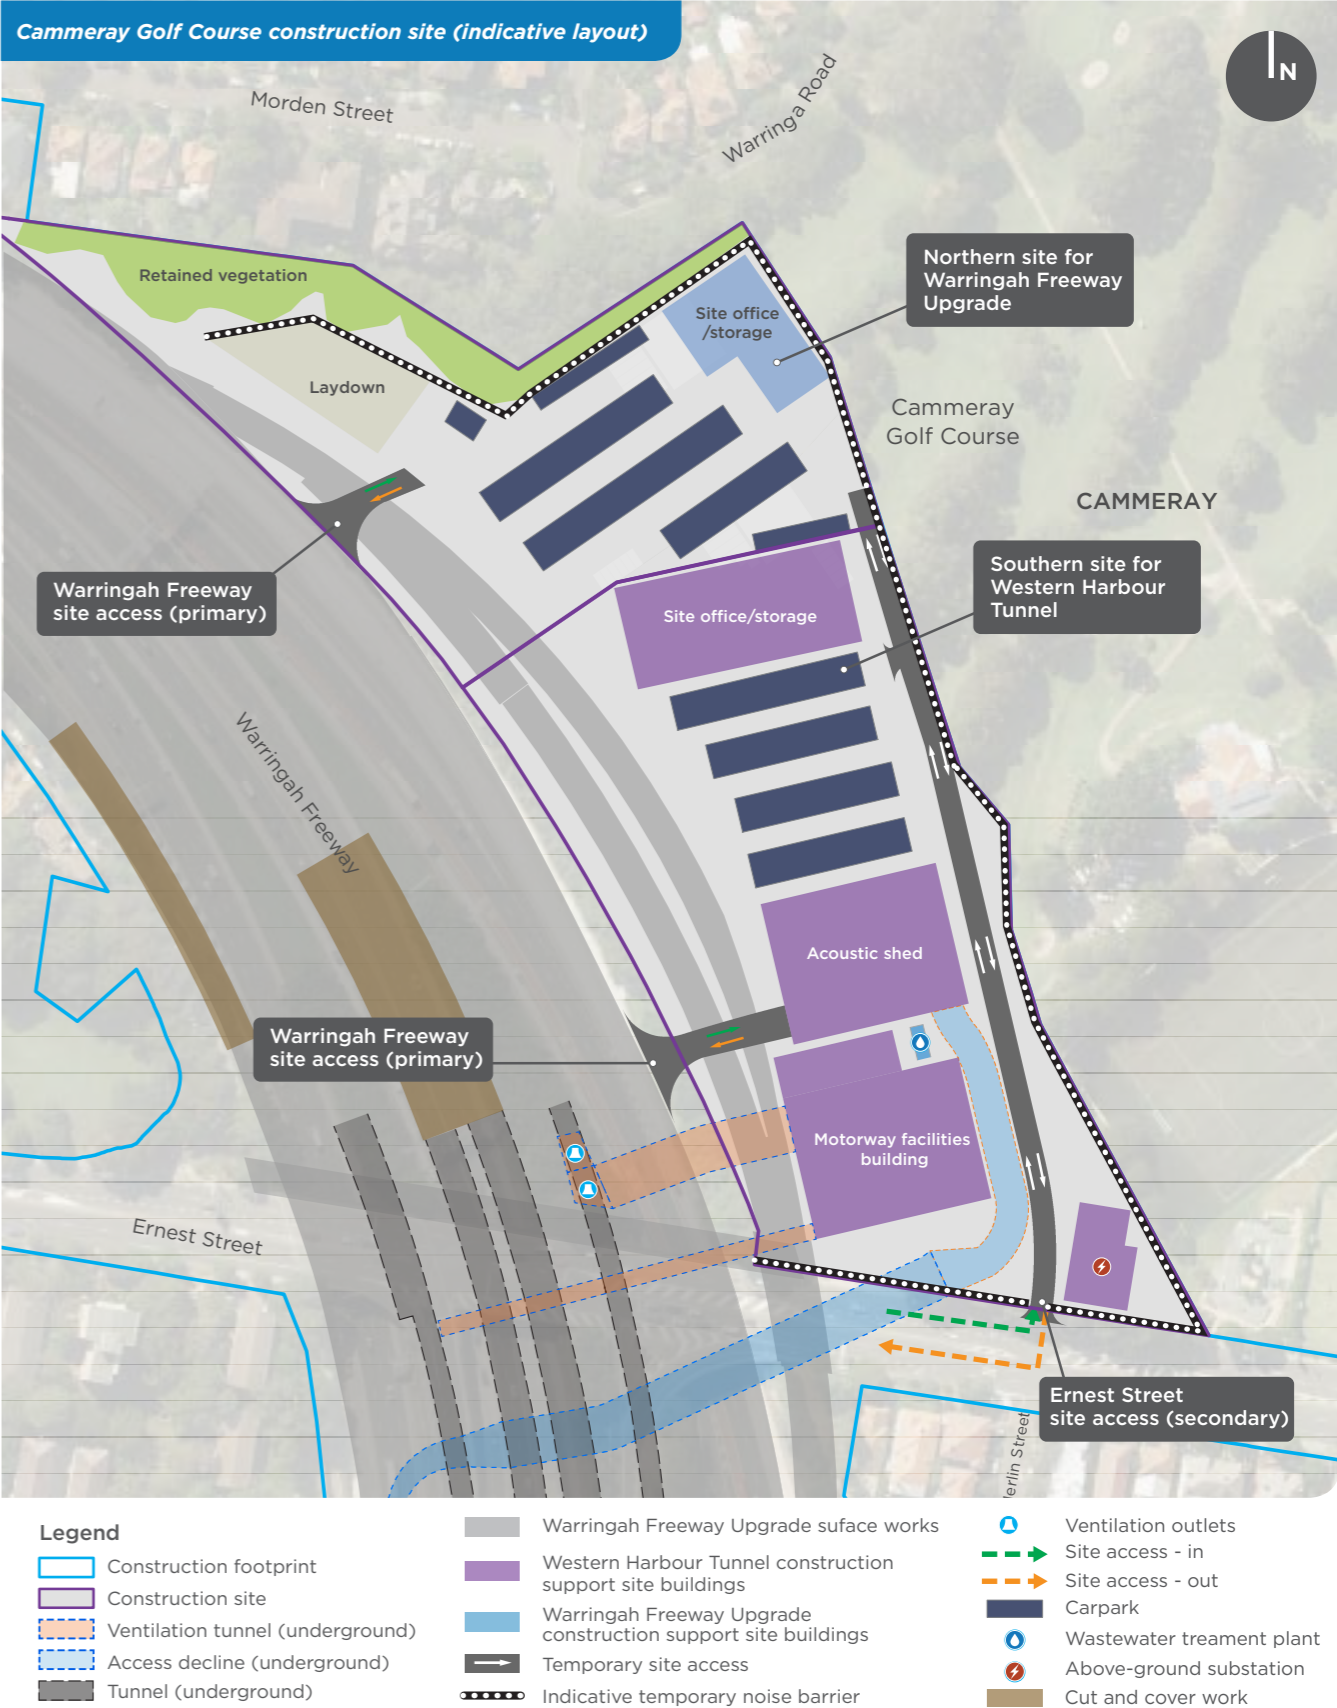 Cammeray Golf Course construction site (indicative layout)
N
Morden Street
Warringa Road
Retained vegetation
Site office
/storage
Northern site for
Warringah Freeway
Upgrade
Laydown
Cammeray
Golf Course
CAMMERAY
Warringah Freeway
site access (primary)
Southern site for
Western Harbour
Tunnel
Site office/storage
Warringah Freeway
Acoustic shed
Warringah Freeway
site access (primary)
Motorway facilities
building
Ernest Street
Ernest Street
site access (secondary)
Street
Legend
Construction footprint
Construction site
Ventilation tunnel (underground)
Access decline (underground)
Tunnel (underground)
Warringah Freeway Upgrade suface works
Western Harbour Tunnel construction
support site buildings
Warringah Freeway Upgrade
construction support site buildings
Temporary site access
Indicative temporary noise barrier
Ventilation outlets
Site access - in
Site access - out
Carpark
Wastewater treament plant
Above-ground substation
Cut and cover work